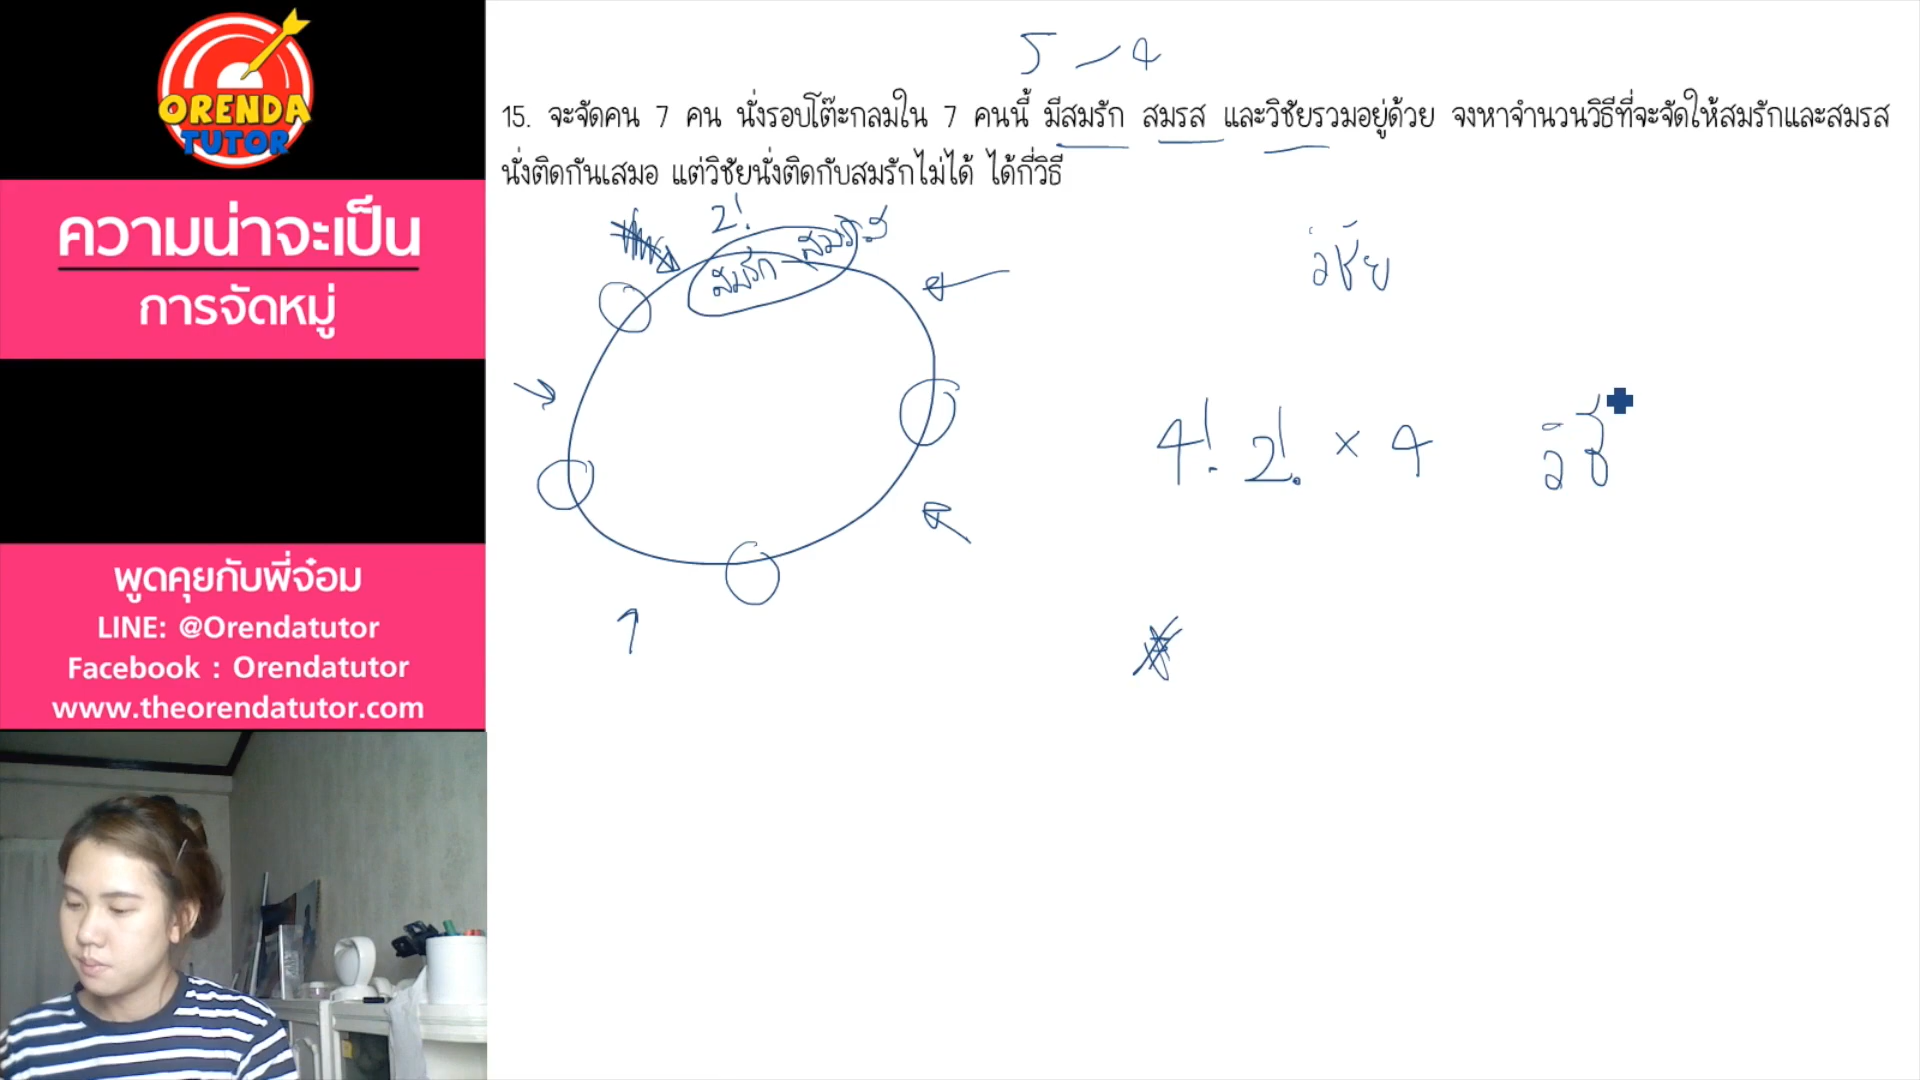 ORENDA
TUTOR
ความน่าจะเป็น
การจัดหมู่
พูดคุยกับพี่จ๋อม
LINE: @Orendatutor
Facebook : Orendatutor
www.theorendatutor.com
5 - 4
15. จะจัดคน 7 คน นั่งรอบโต๊ะกลมใน 7 คนนี้ มีสมรัก สมรส และวิชัยรวมอยู่ด้วย จงหาจำนวนวิธีที่จะจัดให้สมรักและสมรส
นั่งติดกันเสมอ แต่วิชัยนั่งติดกับสมรักไม่ได้ ได้กี่วิธี
2!
สมรัก - สมรส
วิชัย
4! 2! × 4
วิชั